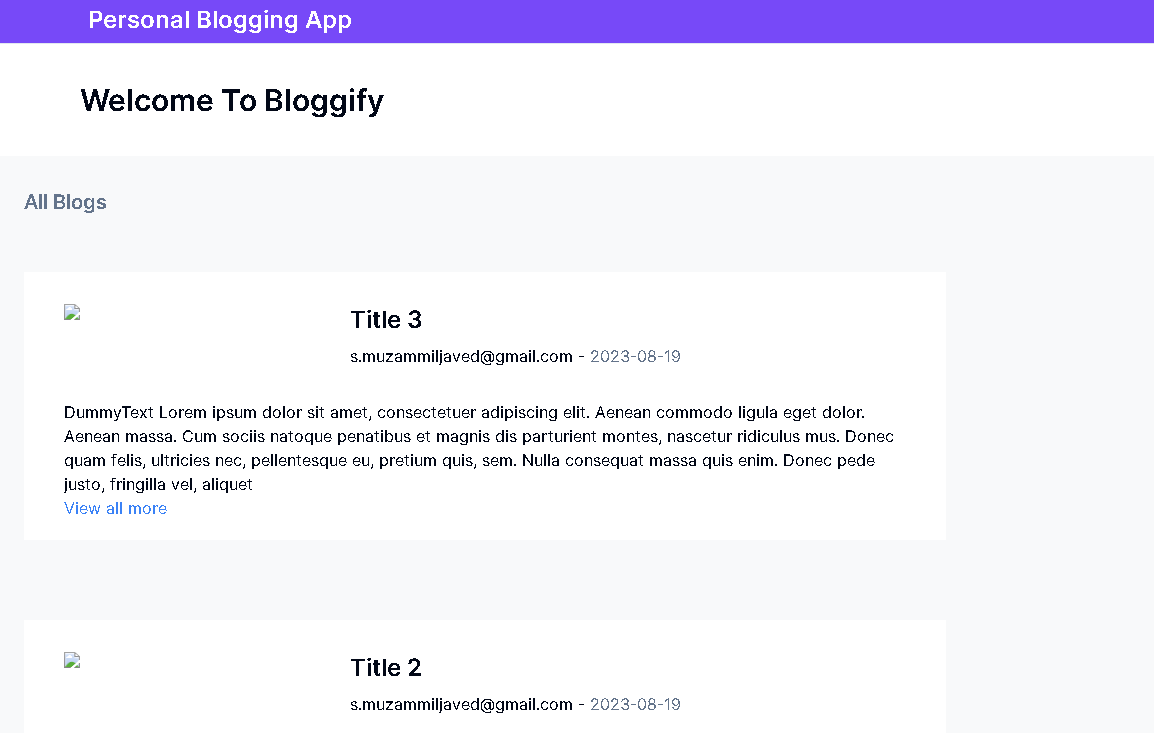 Personal Blogging App
Welcome To Bloggify
All Blogs
Title 3
s.muzammiljaved@gmail.com - 2023-08-19
DummyText Lorem ipsum dolor sit amet, consectetuer adipiscing elit. Aenean commodo ligula eget dolor.
Aenean massa. Cum sociis natoque penatibus et magnis dis parturient montes, nascetur ridiculus mus. Donec
quam felis, ultricies nec, pellentesque eu, pretium quis, sem. Nulla consequat massa quis enim. Donec pede
justo, fringilla vel, aliquet
View all more
Title 2
s.muzammiljaved@gmail.com - 2023-08-19